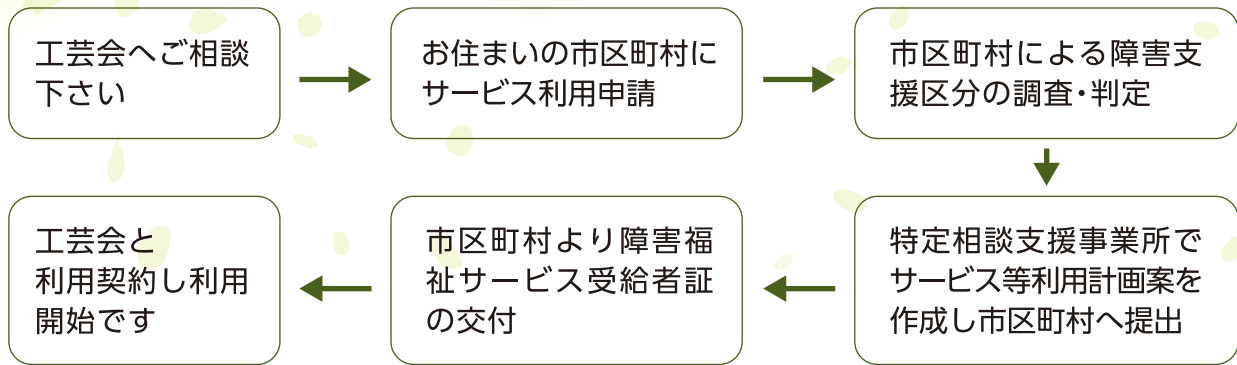 工芸会へご相談
下さい
お住まいの市区町村に
サービス利用申請
市区町村による障害支
援区分の調査・判定
特定相談支援事業所で
サービス等利用計画案を
作成し市区町村へ提出
市区町村より障害福
祉サービス受給者証
の交付
工芸会と
利用契約し利用
開始です